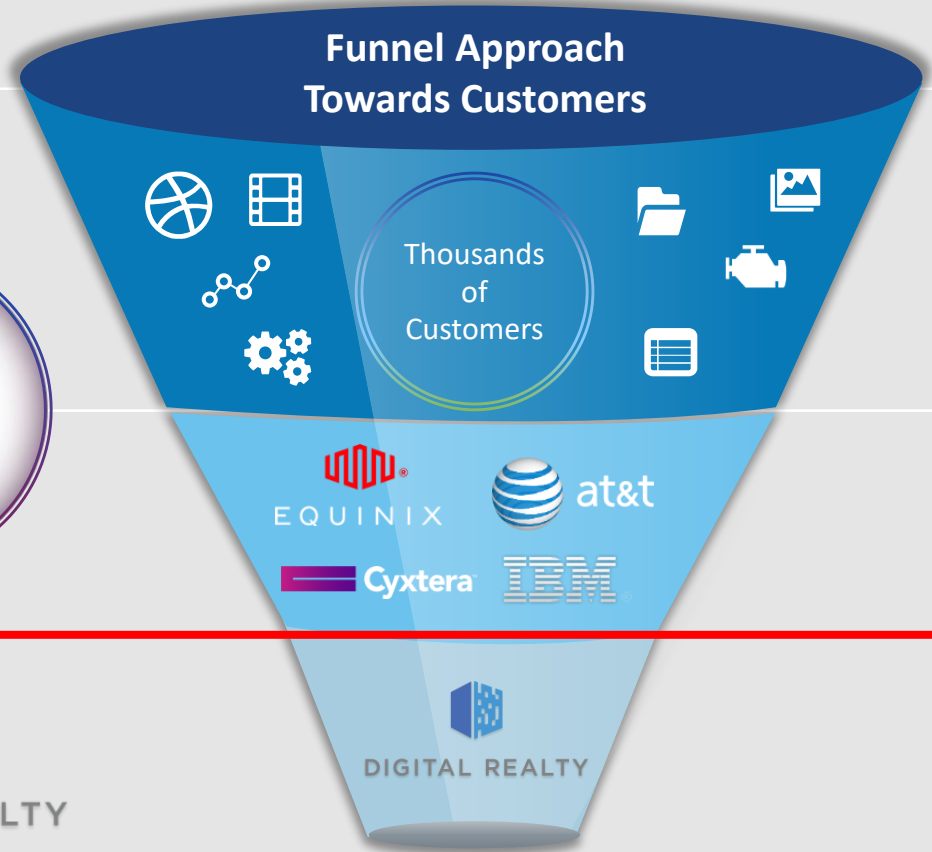 Funnel Approach
Towards Customers
Thousands
of
Customers
EQUINIX
at&t
Cyxtera
IBM
DIGITAL REALTY
LTY